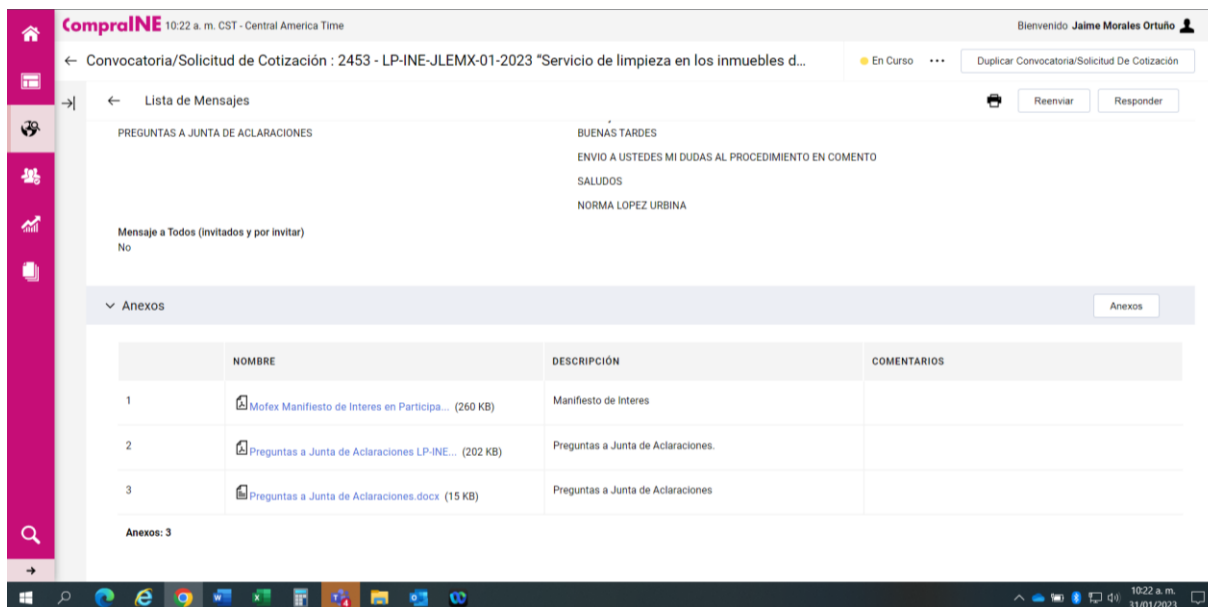 CompraINE 10:22 a. m. CST - Central America Time
Bienvenido Jaime Morales Ortuño
← Convocatoria/Solicitud de Cotización : 2453 - LP-INE-JLEMX-01-2023 "Servicio de limpieza en los inmuebles d...
En Curso ...
Duplicar Convocatoria/Solicitud De Cotización
← Lista de Mensajes
Reenviar
Responder
PREGUNTAS A JUNTA DE ACLARACIONES
BUENAS TARDES
ENVIO A USTEDES MI DUDAS AL PROCEDIMIENTO EN COMENTO
SALUDOS
NORMA LOPEZ URBINA
Mensaje a Todos (invitados y por invitar)
No
Anexos
Anexos
NOMBRE DESCRIPCIÓN COMENTARIOS
1 Mofex Manifiesto de Interes en Participa... (260 KB) Manifiesto de Interes
2 Preguntas a Junta de Aclaraciones LP-INE... (202 KB) Preguntas a Junta de Aclaraciones.
3 Preguntas a Junta de Aclaraciones.docx (15 KB) Preguntas a Junta de Aclaraciones
Anexos: 3
10:22 a. m.
31/01/2023